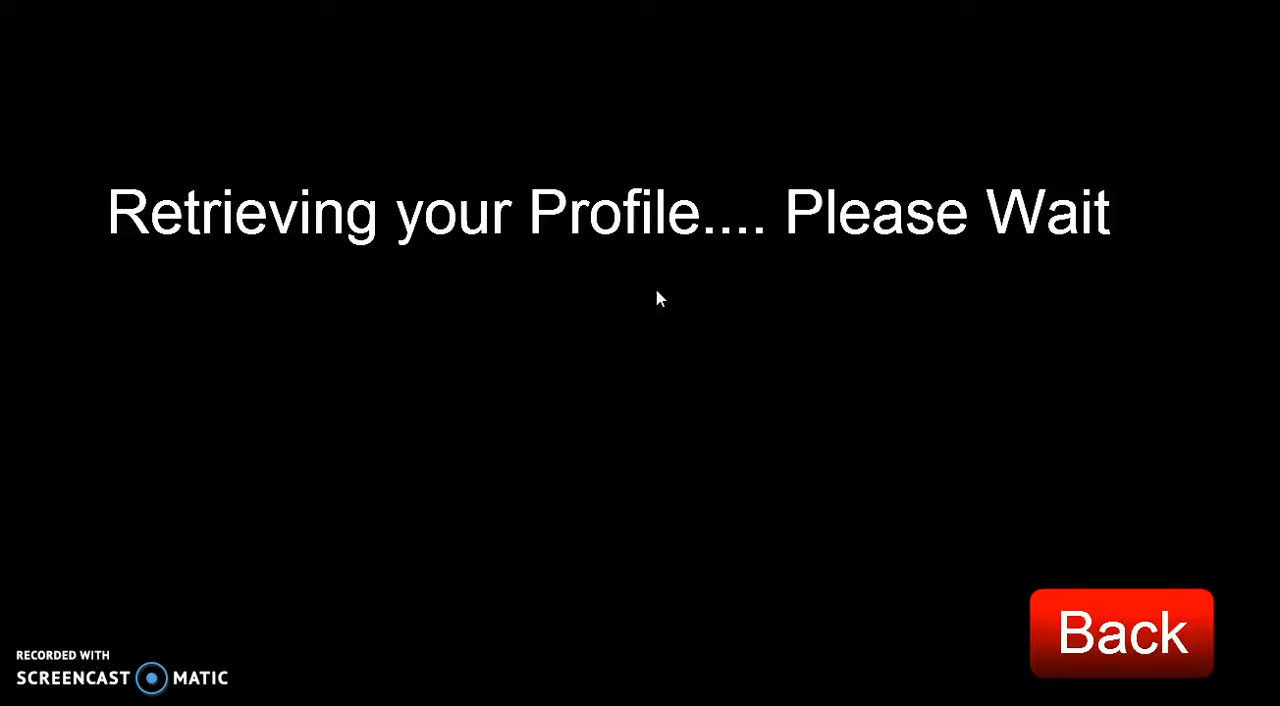 Retrieving your Profile.... Please Wait
Back
RECORDED WITH
SCREENCAST MATIC